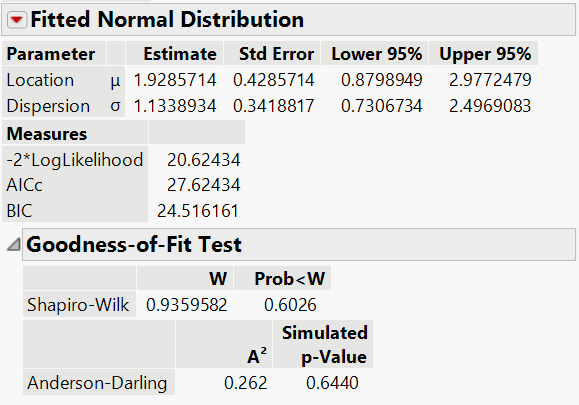 Fitted Normal Distribution
Parameter Estimate Std Error Lower 95% Upper 95%
Location μ 1.9285714 0.4285714 0.8798949 2.9772479
Dispersion σ 1.1338934 0.3418817 0.7306734 2.4969083
Measures
-2*LogLikelihood 20.62434
AICc 27.62434
BIC 24.516161
Goodness-of-Fit Test
W Prob<W
Shapiro-Wilk 0.9359582 0.6026
Simulated
A² p-Value
Anderson-Darling 0.262 0.6440